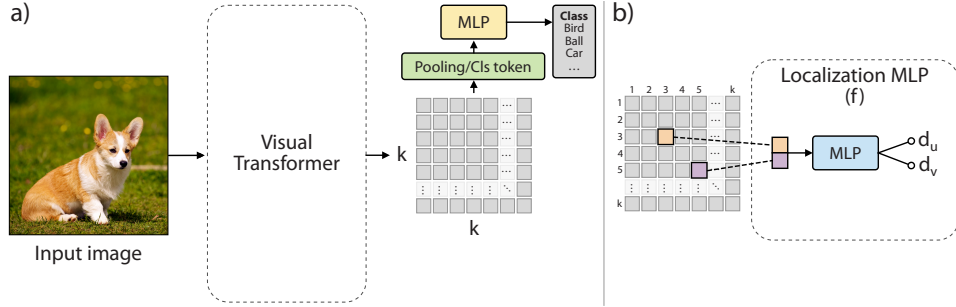 a)
Input image
Visual
Transformer
MLP
Pooling/Cls token
Class
Bird
Ball
Car
...
... 
...
...
...
...
⋮ ⋮ ⋮ ⋮ ⋮ ⋱
k
k
b)
1 2 3 4 5 ... k
1
2
3
4
5
k
...
...
...
...
...
⋮ ⋮ ⋮ ⋮ ⋮ ⋱
Localization MLP
(f)
MLP
d_u
d_v